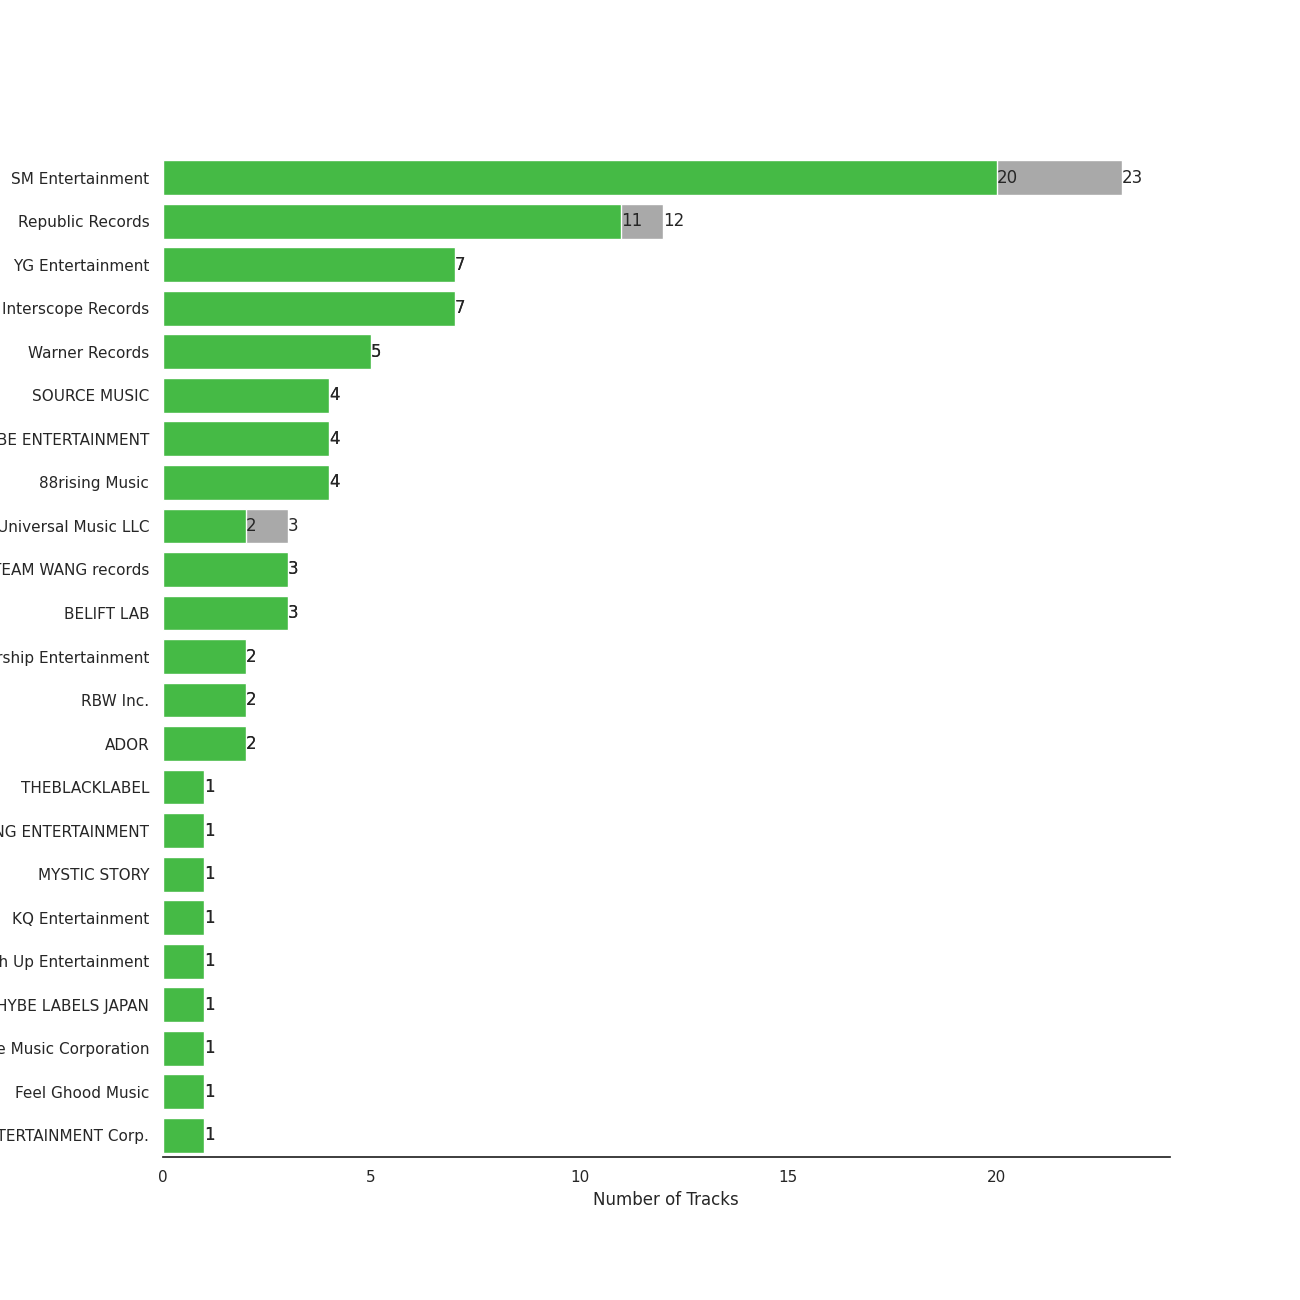 SM Entertainment 20 23
Republic Records 11 12
YG Entertainment 7
Interscope Records 7
Warner Records 5
SOURCE MUSIC 4
BE ENTERTAINMENT 4
88rising Music 4
Universal Music LLC 2 3
TEAM WANG records 3
BELIFT LAB 3
rship Entertainment 2
RBW Inc. 2
ADOR 2
THEBLACKLABEL 1
NG ENTERTAINMENT 1
MYSTIC STORY 1
KQ Entertainment 1
h Up Entertainment 1
HYBE LABELS JAPAN 1
e Music Corporation 1
Feel Ghood Music 1
TERTAINMENT Corp. 1
0 5 10 15 20
Number of Tracks